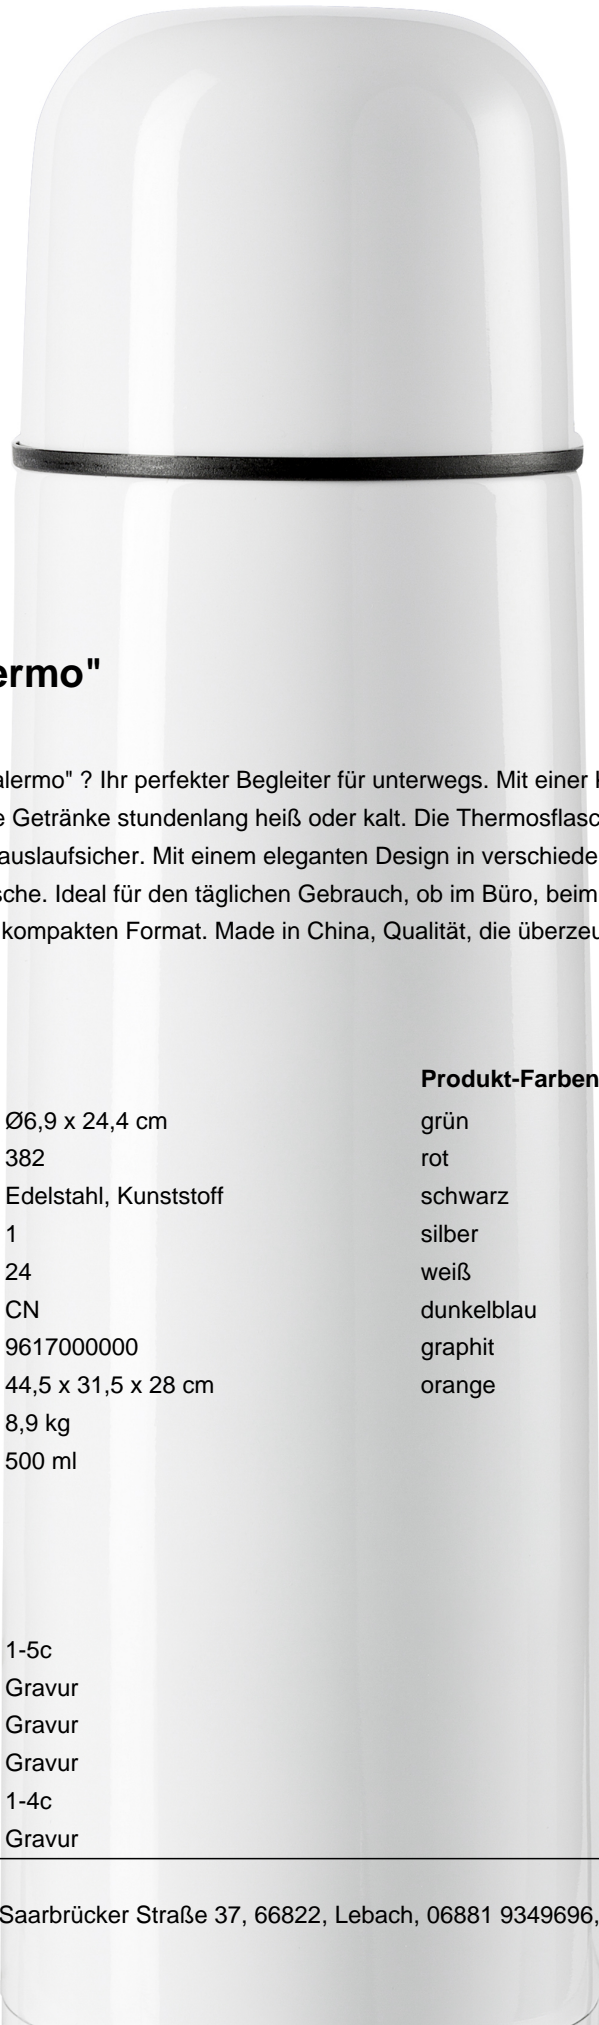 ermo"
alermo" ? Ihr perfekter Begleiter für unterwegs. Mit einer
e Getränke stundenlang heiß oder kalt. Die Thermosflasc
auslaufsicher. Mit einem eleganten Design in verschiede
sche. Ideal für den täglichen Gebrauch, ob im Büro, beim
kompakten Format. Made in China, Qualität, die überzeu
Produkt-Farben
Ø6,9 x 24,4 cm grün
382 rot
Edelstahl, Kunststoff schwarz
1 silber
24 weiß
CN dunkelblau
9617000000 graphit
44,5 x 31,5 x 28 cm orange
8,9 kg
500 ml
1-5c
Gravur
Gravur
Gravur
1-4c
Gravur
Saarbrücker Straße 37, 66822, Lebach, 06881 9349696,